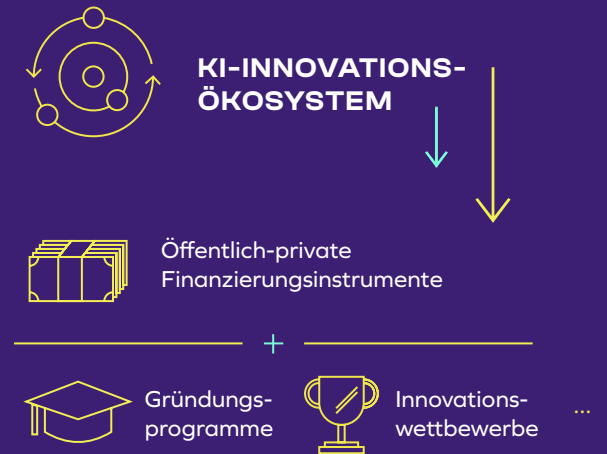 KI-INNOVATIONS-
ÖKOSYSTEM
Öffentlich-private
Finanzierungsinstrumente
+
Gründungs-
programme
Innovations-
wettbewerbe
...